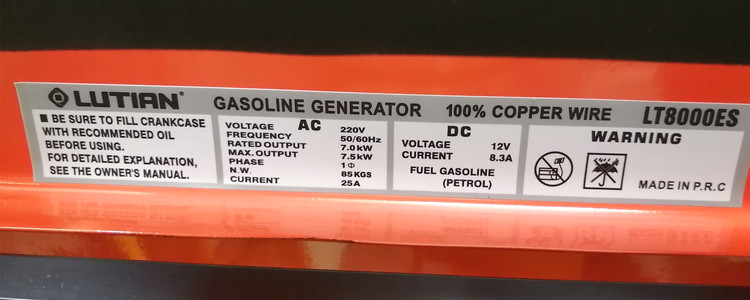 LUTIAN® GASOLINE GENERATOR 100% COPPER WIRE LT8000ES
■ BE SURE TO FILL CRANKCASE
WITH RECOMMENDED OIL
BEFORE USING.
FOR DETAILED EXPLANATION,
SEE THE OWNER'S MANUAL.
AC
VOLTAGE 220V
FREQUENCY 50/60Hz
RATED OUTPUT 7.0kW
MAX.OUTPUT 7.5kW
PHASE 1Φ
N.W. 85KGS
CURRENT 25A
DC
VOLTAGE 12V
CURRENT 8.3A
FUEL GASOLINE
(PETROL)
WARNING
MADE IN P.R.C